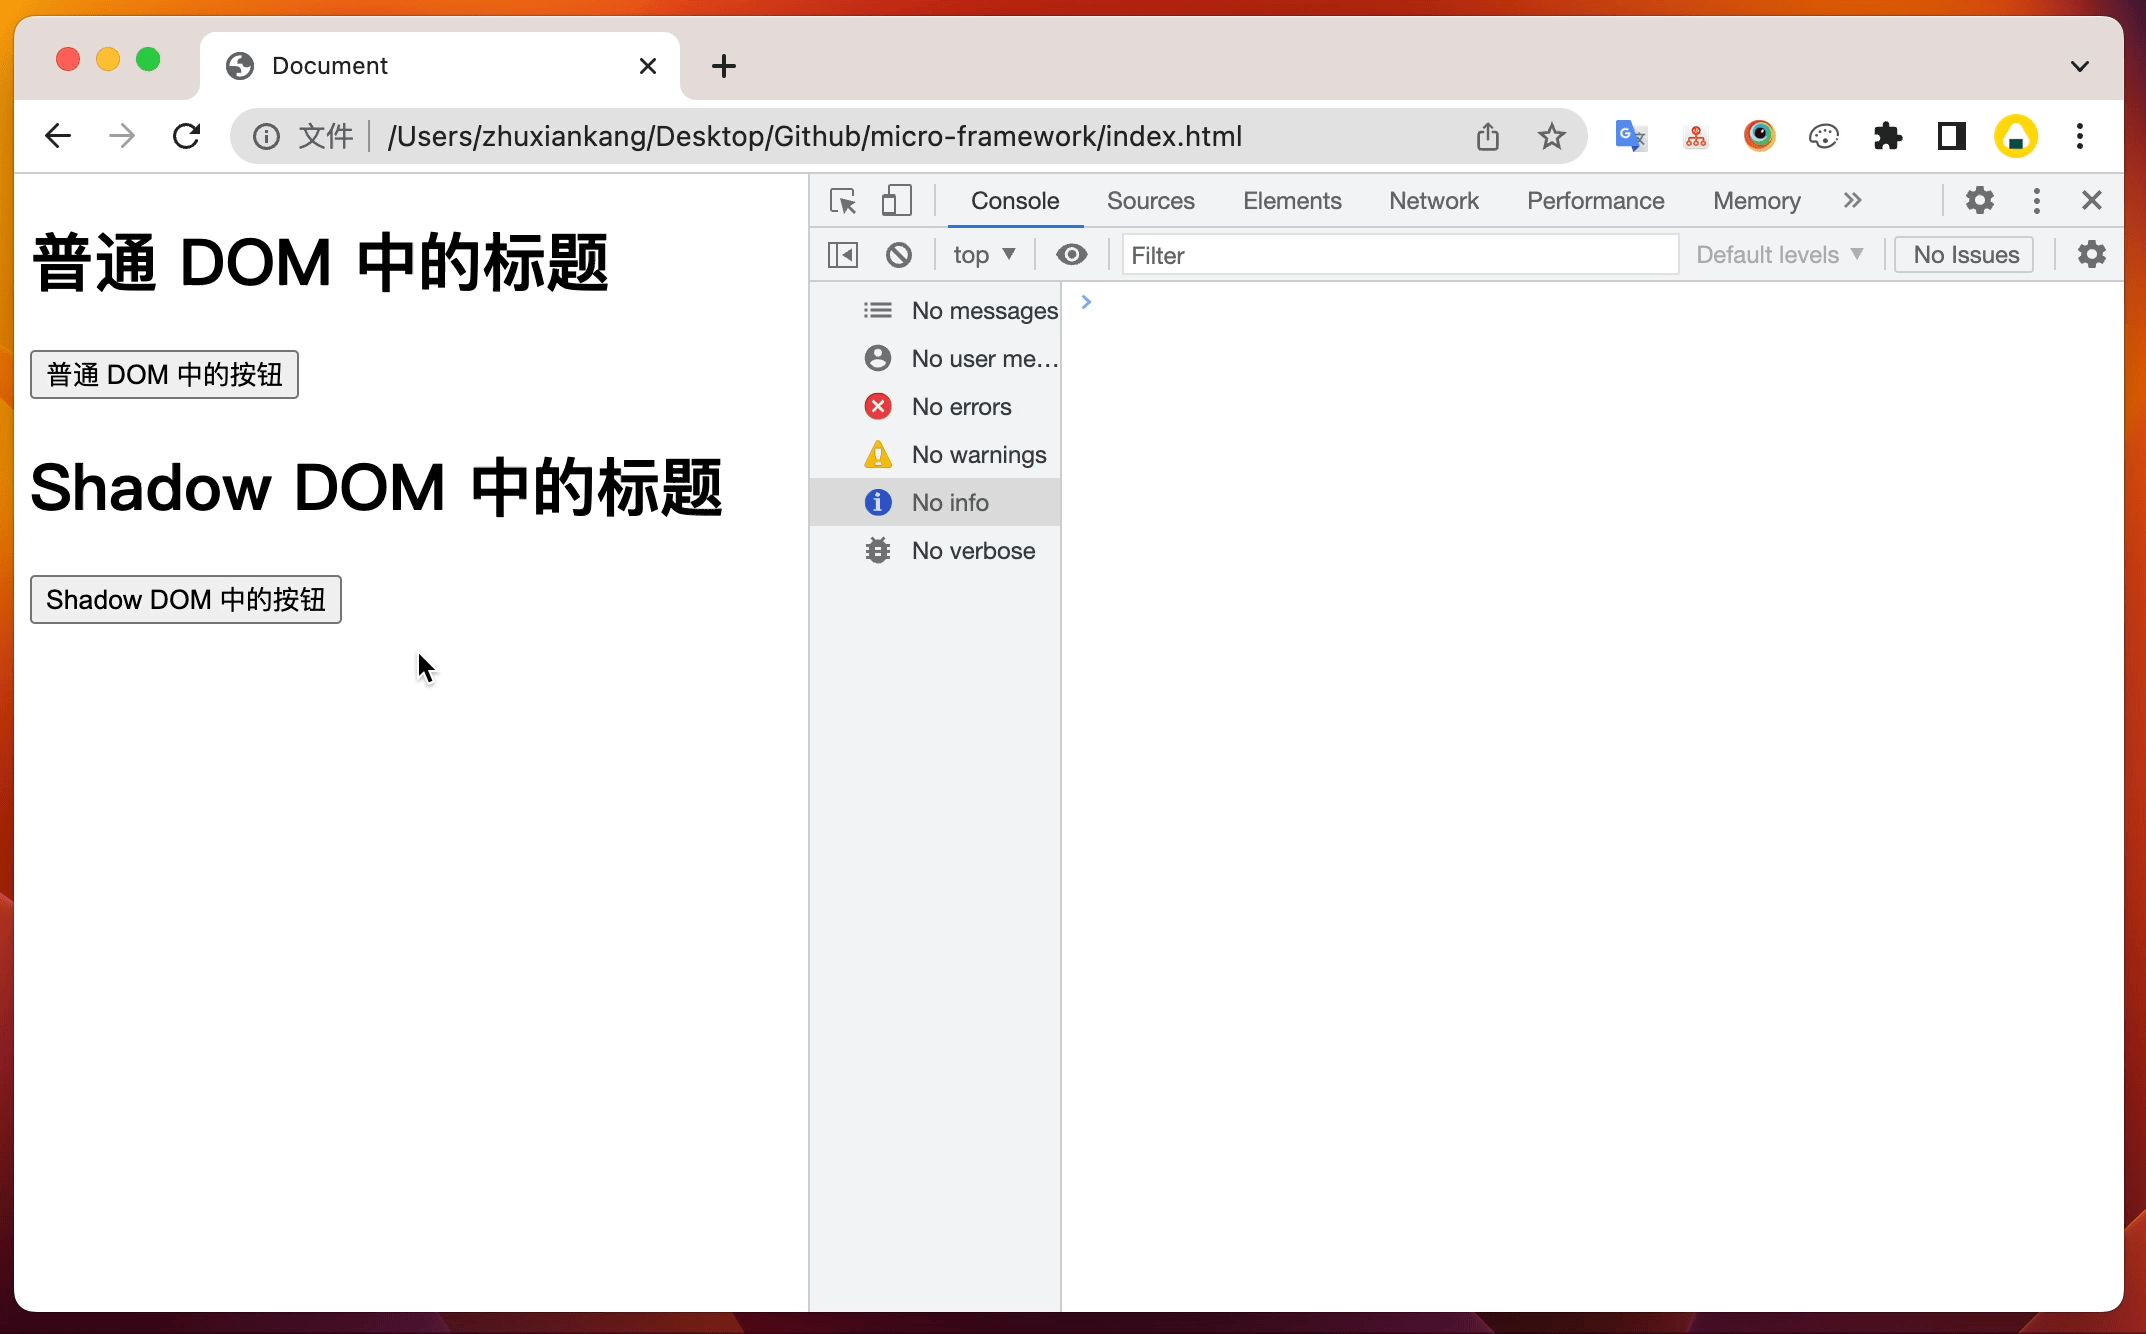 Document
文件 /Users/zhuxiankang/Desktop/Github/micro-framework/index.html
普通 DOM 中的标题
普通 DOM 中的按钮
Shadow DOM 中的标题
Shadow DOM 中的按钮
Console Sources Elements Network Performance Memory
top Filter Default levels No Issues
No messages
No user me…
No errors
No warnings
No info
No verbose